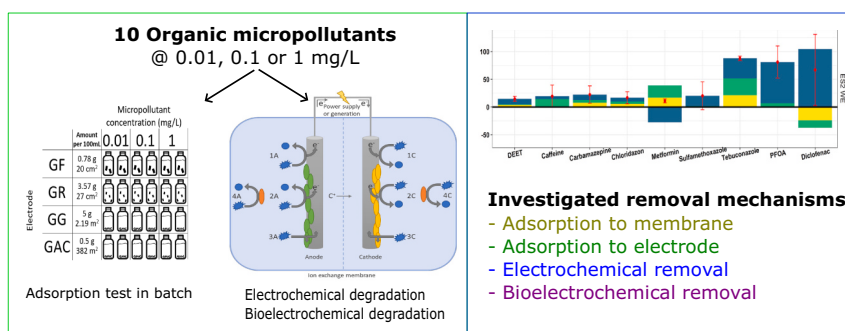 10 Organic micropollutants
@ 0.01, 0.1 or 1 mg/L
Micropollutant
concentration (mg/L)
Amount
per 100mL
0.01 0.1 1
Electrode
GF 0.78 g
20 cm²
GR 3.57 g
27 cm²
GG 5 g
2.19 m²
GAC 0.5 g
382 m²
Adsorption test in batch
e⁻ Power supply e⁻
or generation
1A
2A
4A
3A
C⁺
1C
2C
4C
3C
Anode
Cathode
Ion exchange membrane
Electrochemical degradation
Bioelectrochemical degradation
100
50
0
-50
ES2 W/E
DEET
Caffeine
Carbamazepine
Chloridazon
Metformin
Sulfamethoxazole
Tebuconazole
PFOA
Diclofenac
Investigated removal mechanisms
- Adsorption to membrane
- Adsorption to electrode
- Electrochemical removal
- Bioelectrochemical removal